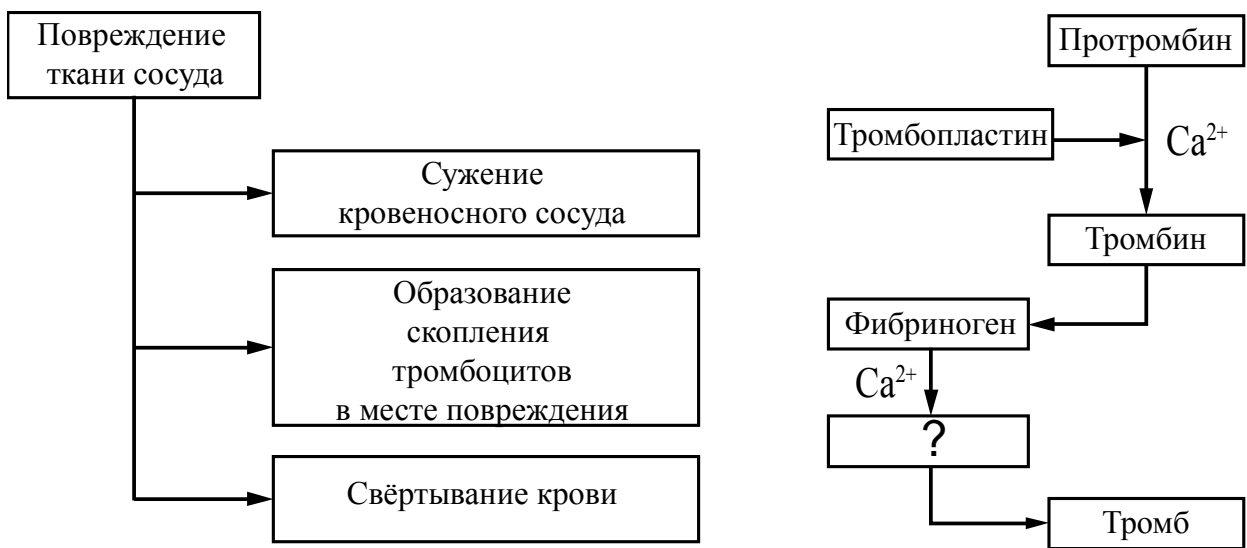 Повреждение
ткани сосуда
Сужение
кровеносного сосуда
Образование
скопления
тромбоцитов
в месте повреждения
Свёртывание крови
Протромбин
Тромбопластин
Ca²⁺
Тромбин
Фибриноген
Ca²⁺
?
Тромб